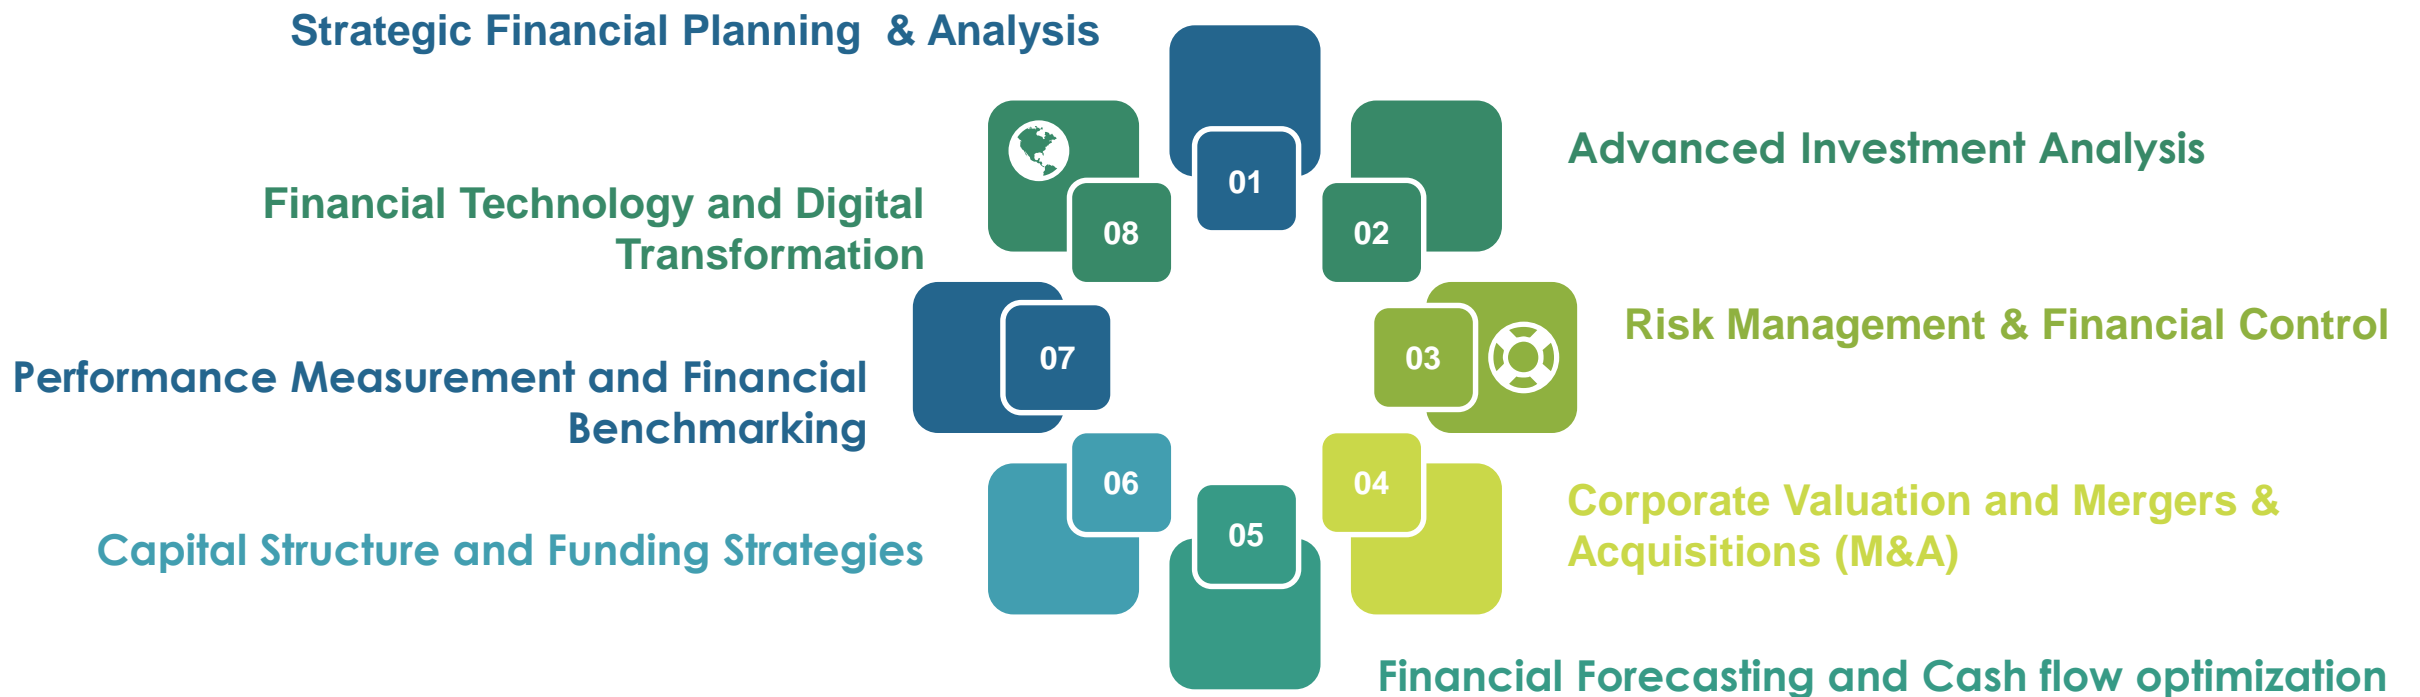 Strategic Financial Planning  & Analysis
01
Advanced Investment Analysis
02
Risk Management & Financial Control
03
Corporate Valuation and Mergers &
Acquisitions (M&A)
04
Financial Forecasting and Cash flow optimization
05
Capital Structure and Funding Strategies
06
Performance Measurement and Financial
Benchmarking
07
Financial Technology and Digital
Transformation
08